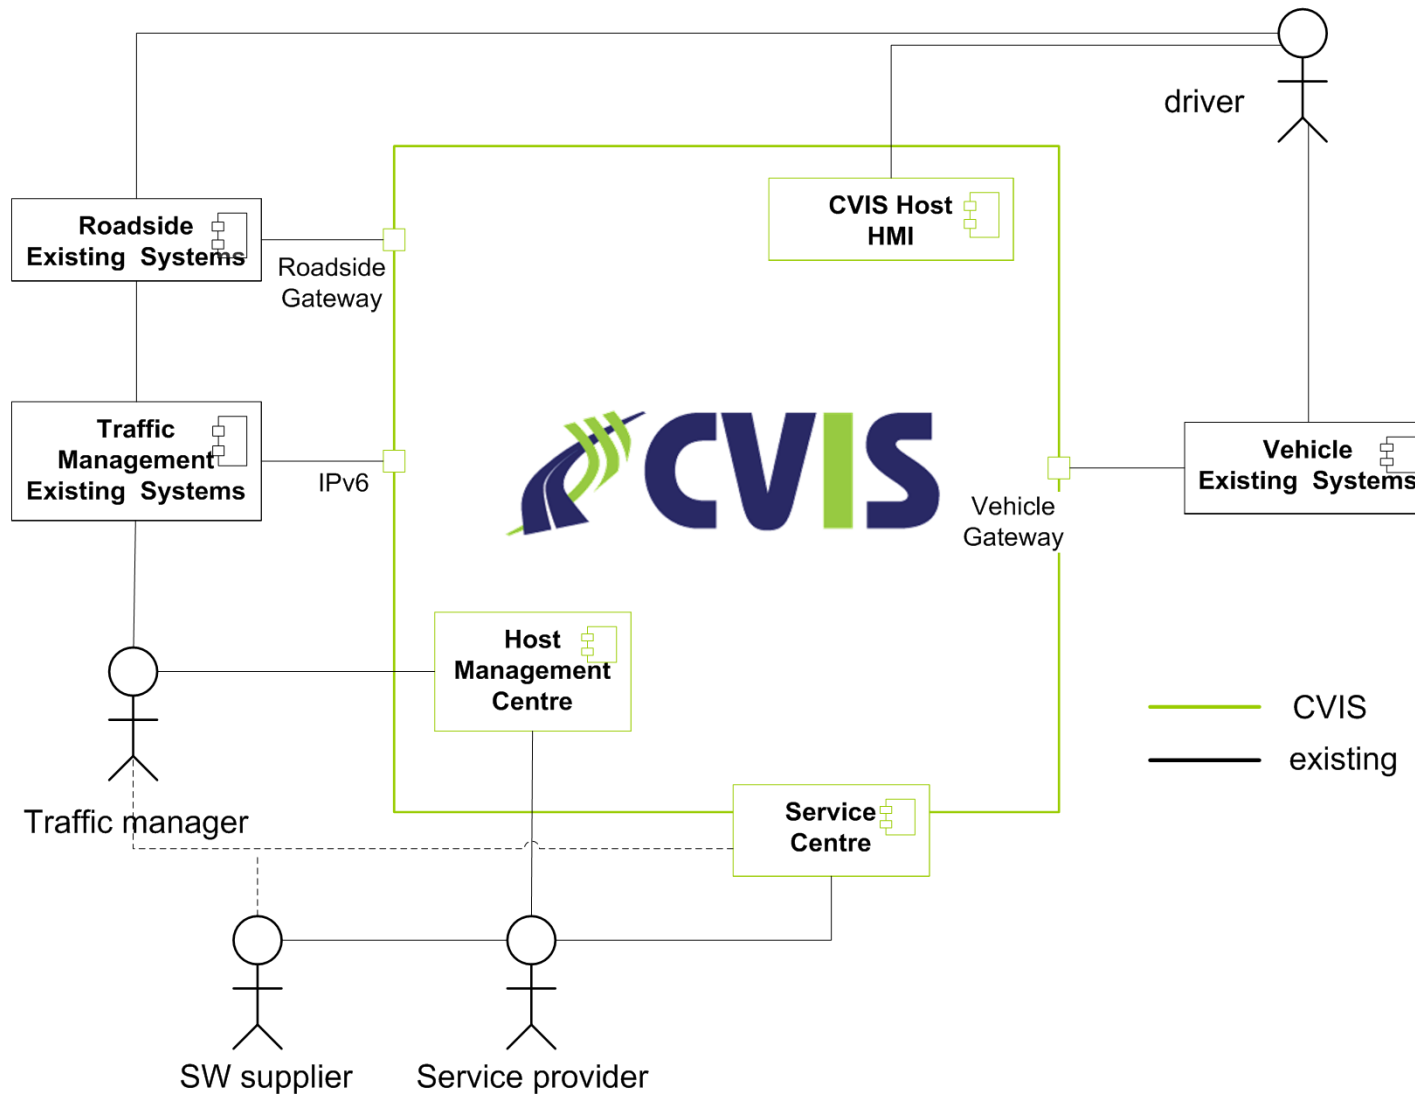 driver
CVIS Host
HMI
Roadside
Existing Systems
Roadside
Gateway
Traffic
Management
Existing Systems
IPv6
CVIS
Vehicle
Existing Systems
Vehicle
Gateway
Host
Management
Centre
CVIS
existing
Traffic manager
Service
Centre
SW supplier
Service provider